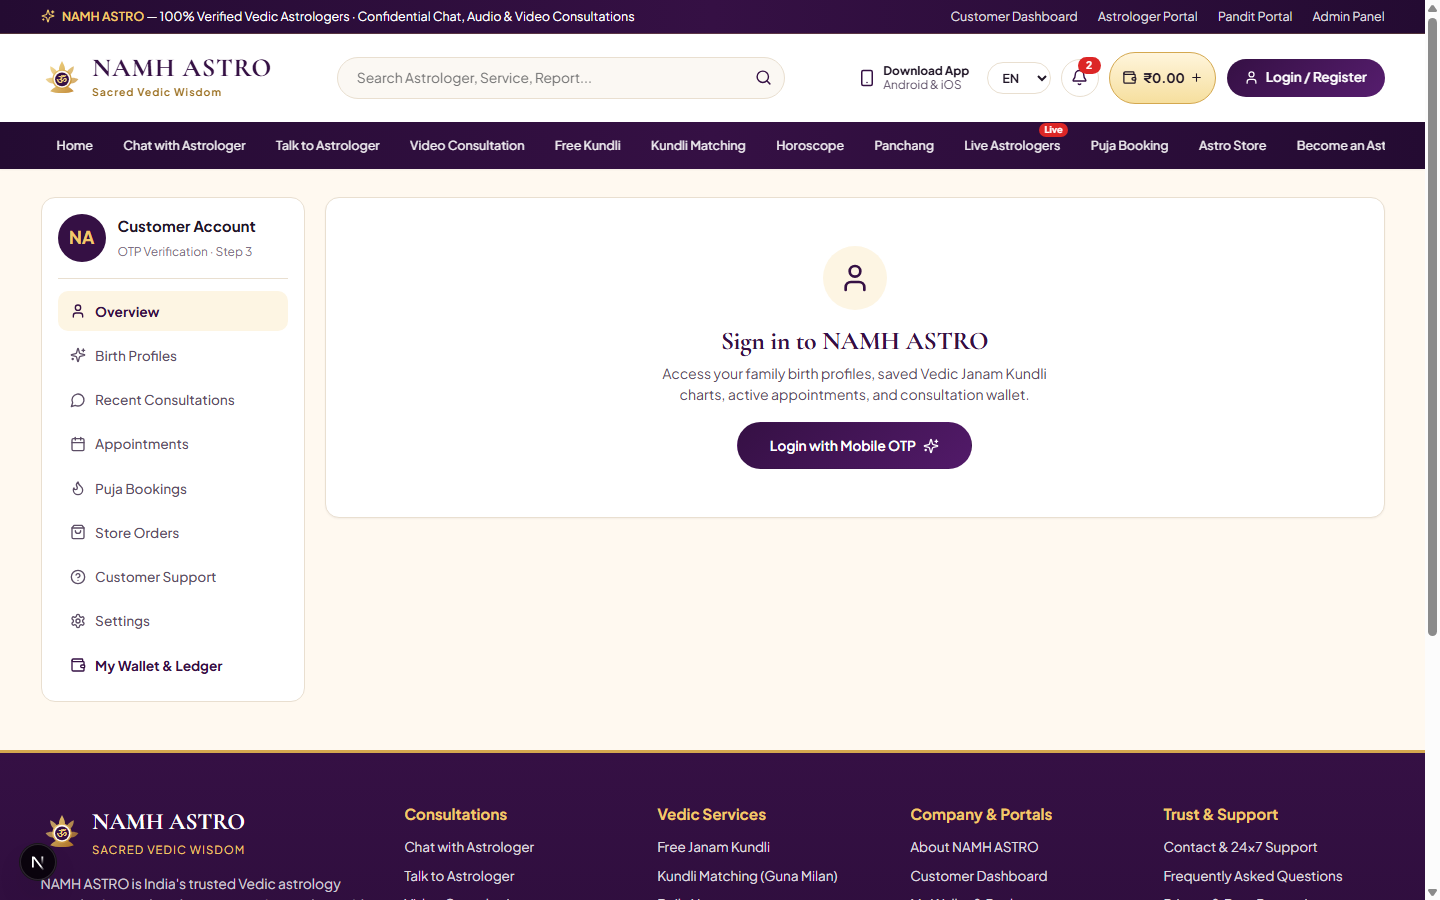 NAMH ASTRO — 100% Verified Vedic Astrologers · Confidential Chat, Audio & Video Consultations
Customer Dashboard Astrologer Portal Pandit Portal Admin Panel
NAMH ASTRO
Sacred Vedic Wisdom
Search Astrologer, Service, Report...
Download App
Android & iOS
EN
2
₹0.00 +
Login / Register
Live
Home Chat with Astrologer Talk to Astrologer Video Consultation Free Kundli Kundli Matching Horoscope Panchang Live Astrologers Puja Booking Astro Store Become an Ast
NA
Customer Account
OTP Verification · Step 3
Overview
Birth Profiles
Recent Consultations
Appointments
Puja Bookings
Store Orders
Customer Support
Settings
My Wallet & Ledger
Sign in to NAMH ASTRO
Access your family birth profiles, saved Vedic Janam Kundli
charts, active appointments, and consultation wallet.
Login with Mobile OTP
NAMH ASTRO
SACRED VEDIC WISDOM
N
NAMH ASTRO is India's trusted Vedic astrology
Consultations
Chat with Astrologer
Talk to Astrologer
Vedic Services
Free Janam Kundli
Kundli Matching (Guna Milan)
Company & Portals
About NAMH ASTRO
Customer Dashboard
Trust & Support
Contact & 24x7 Support
Frequently Asked Questions